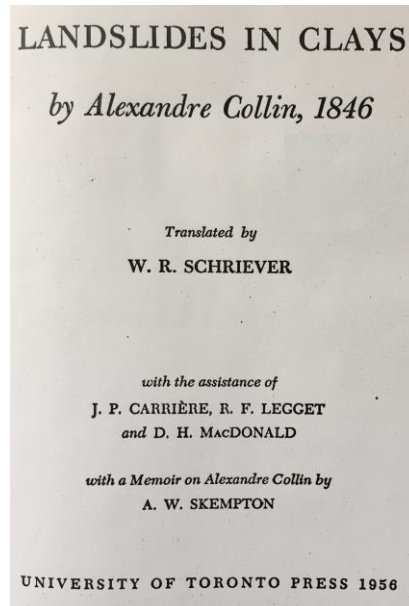 LANDSLIDES IN CLAYS
by Alexandre Collin, 1846
Translated by
W. R. SCHRIEVER
with the assistance of
J. P. CARRIÈRE, R. F. LEGGET
and D. H. MACDONALD
with a Memoir on Alexandre Collin by
A. W. SKEMPTON
UNIVERSITY OF TORONTO PRESS 1956